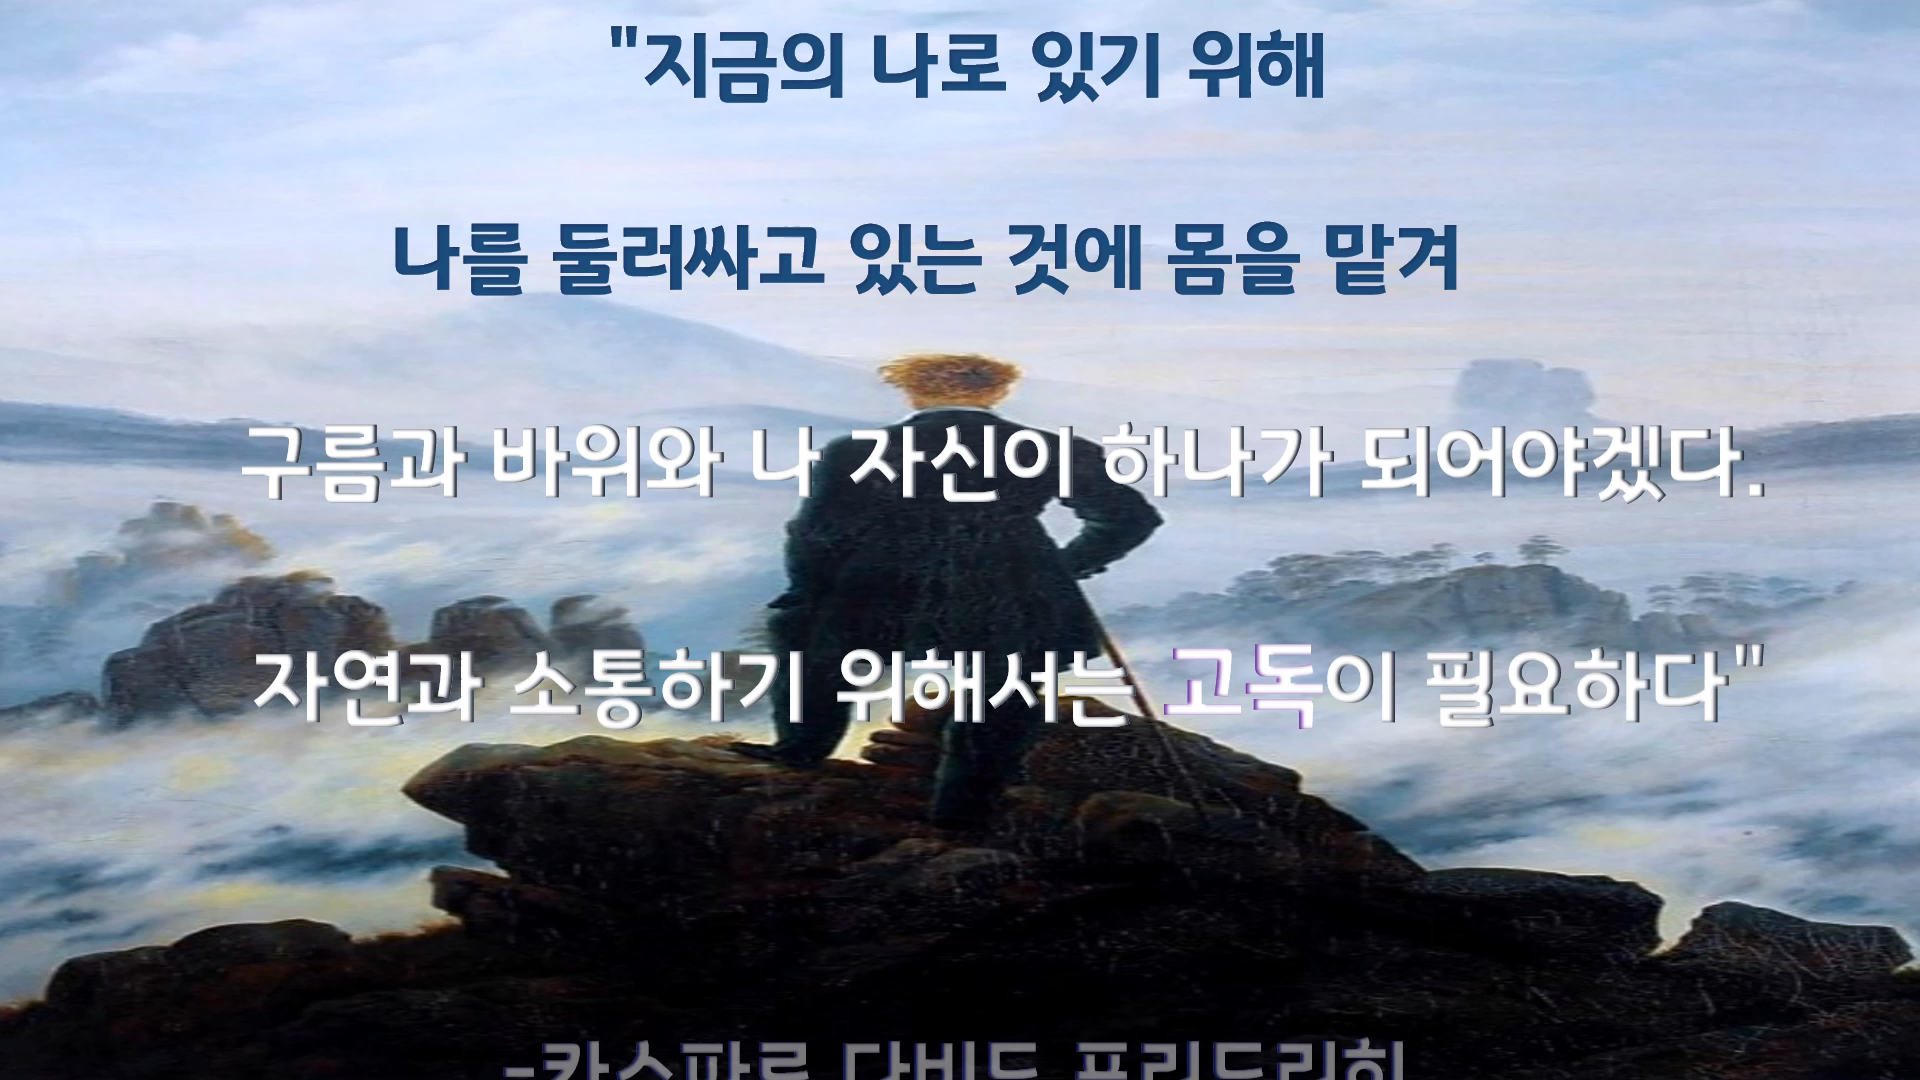 "지금의 나로 있기 위해
나를 둘러싸고 있는 것에 몸을 맡겨
구름과 바위와 나 자신이 하나가 되어야겠다.
자연과 소통하기 위해서는 고독이 필요하다"
-카스파르 다비드 프리드리히